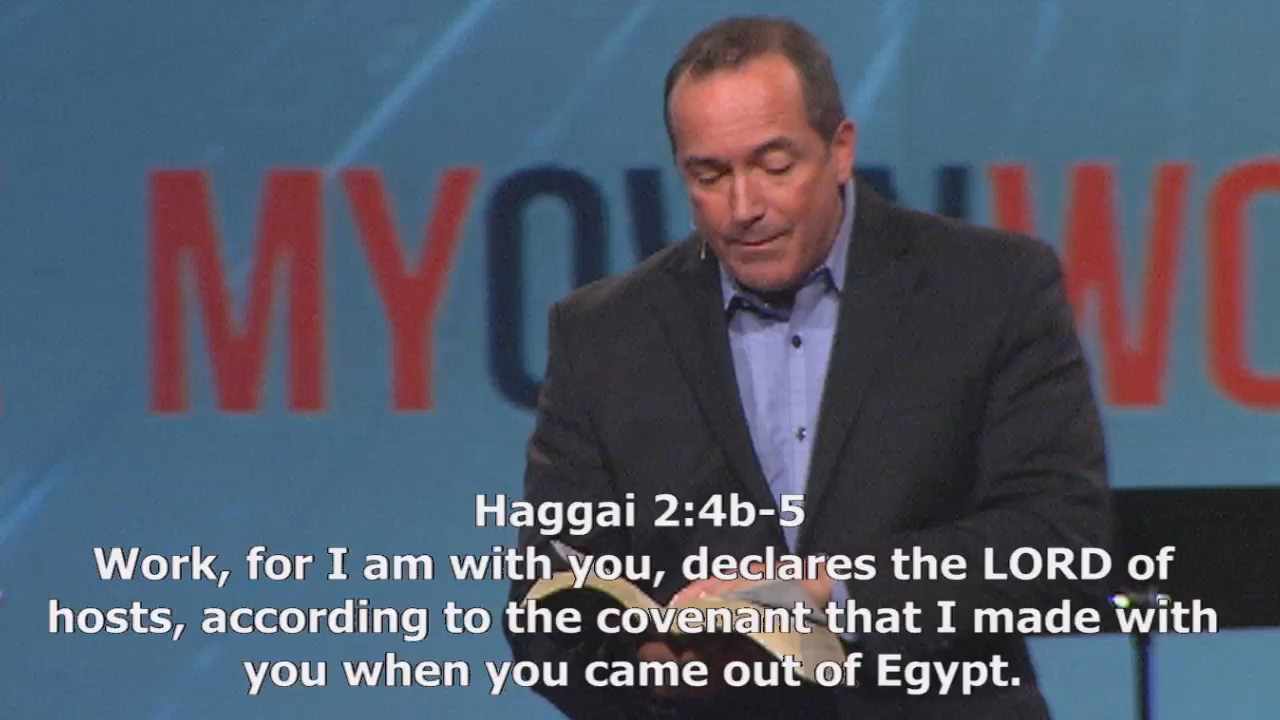 MYOWNWO
Haggai 2:4b-5
Work, for I am with you, declares the LORD of
hosts, according to the covenant that I made with
you when you came out of Egypt.